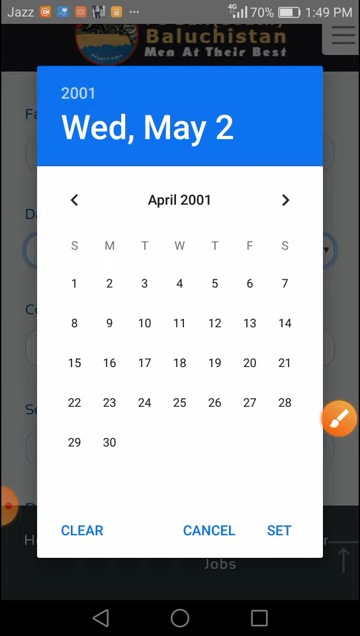 Jazz ... 4G 70% 1:49 PM
Baluchistan
Men At Their Best
2001
Wed, May 2
April 2001
S M T W T F S
1 2 3 4 5 6 7
8 9 10 11 12 13 14
15 16 17 18 19 20 21
22 23 24 25 26 27 28
29 30
CLEAR CANCEL SET
Jobs